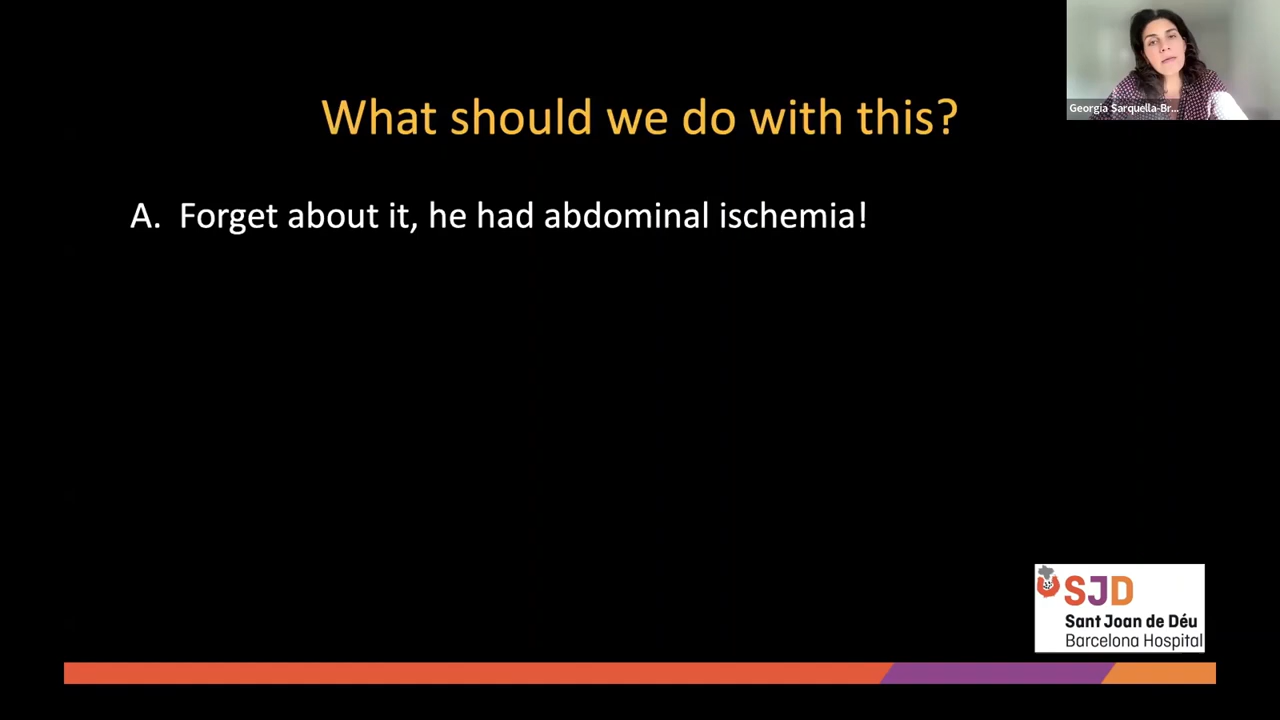 What should we do with this?
Georgia Sarquella-Br...
A. Forget about it, he had abdominal ischemia!
SJD
Sant Joan de Déu
Barcelona Hospital